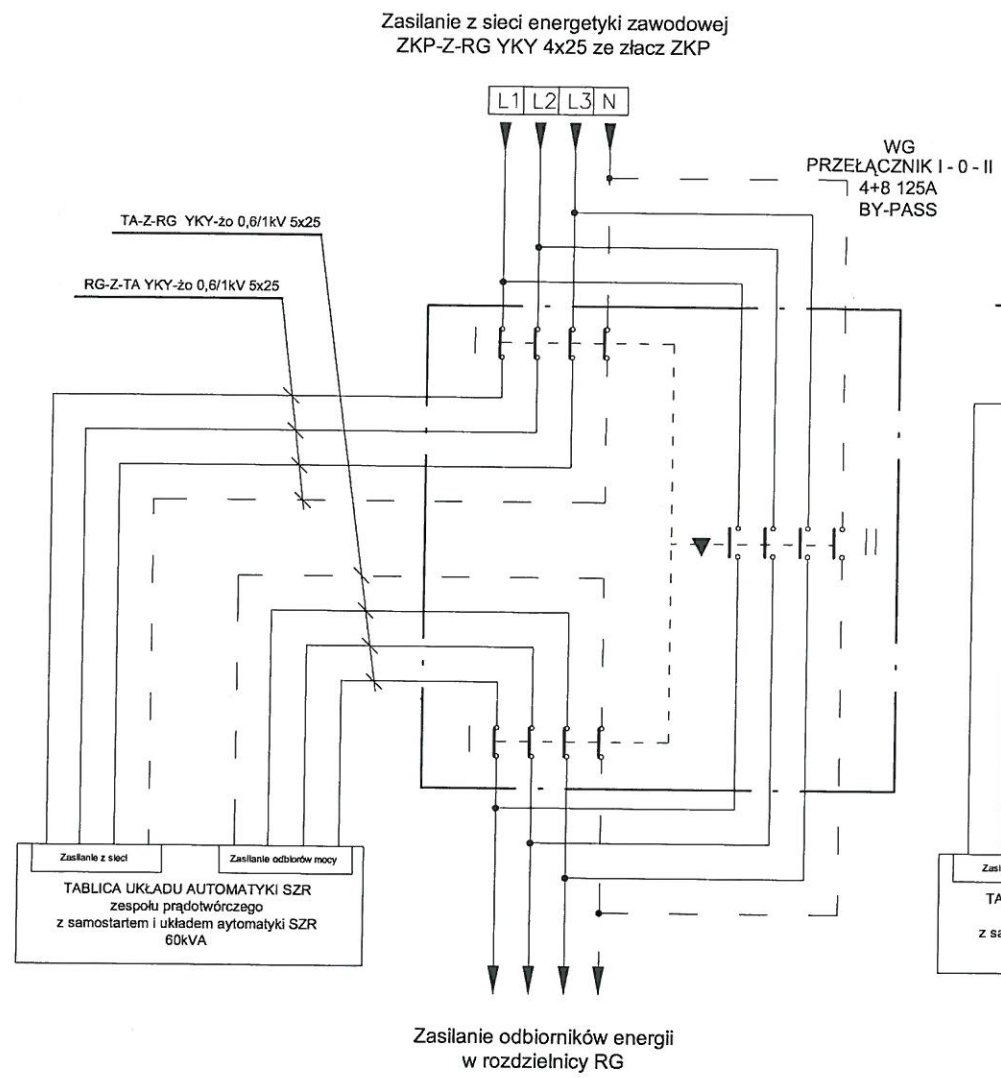 Zasilanie z sieci energetyki zawodowej
ZKP-Z-RG YKY 4x25 ze złacz ZKP
L1 L2 L3 N
WG
PRZEŁĄCZNIK I - 0 - II
4+8 125A
BY-PASS
TA-Z-RG YKY-żo 0,6/1kV 5x25
RG-Z-TA YKY-żo 0,6/1kV 5x25
I
II
I
Zasilanie z sieci
Zasilanie odbiorów mocy
TABLICA UKŁADU AUTOMATYKI SZR
zespołu prądotwórczego
z samostartem i układem aytomatyki SZR
60kVA
Zasi
TA
z sa
Zasilanie odbiorników energii
w rozdzielnicy RG